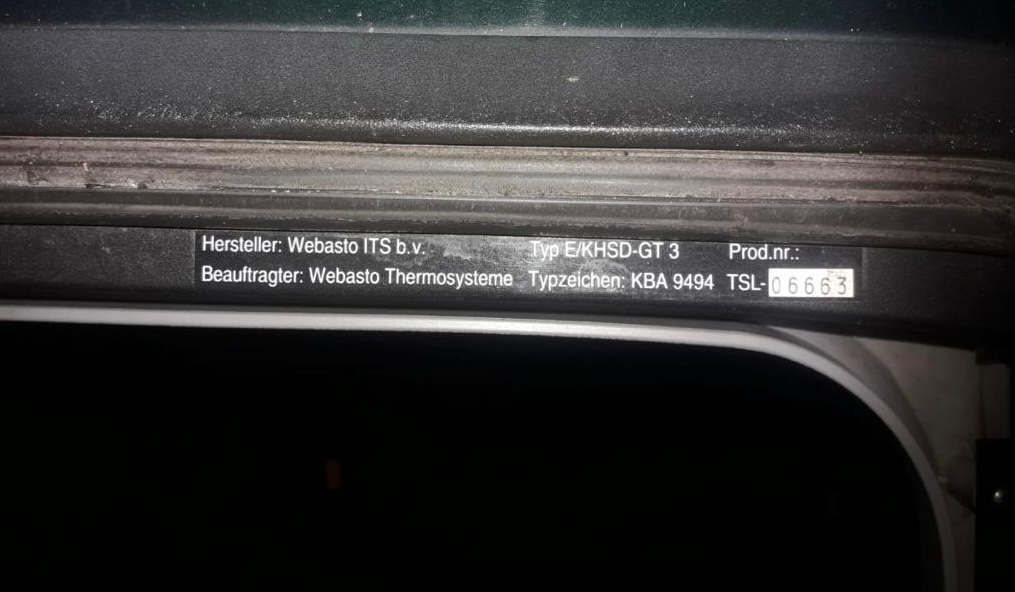 Hersteller: Webasto ITS b.v. Typ E/KHSD-GT 3 Prod.nr.:
Beauftragter: Webasto Thermosysteme Typzeichen: KBA 9494 TSL-06663